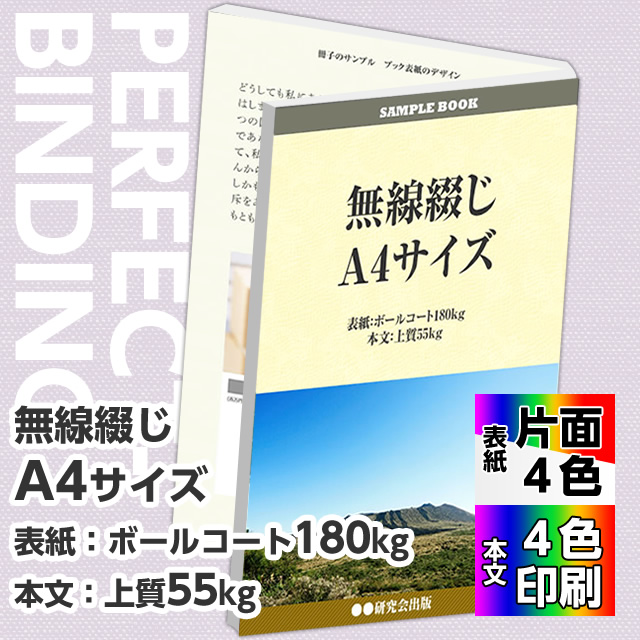 PERFECT
BINDING
冊子のサンプル ブック表紙のデザイン
どうしても私に
はしま
つの
であ
て、私
んかの
しかも
斥をお
もとも
SAMPLE BOOK
無線綴じ
A4サイズ
表紙:ボールコート180kg
本文:上質55kg
●●研究会出版
無線綴じ
A4サイズ
表紙:ボールコート180kg
本文:上質55kg
表紙
片面
4色
本文
4色
印刷